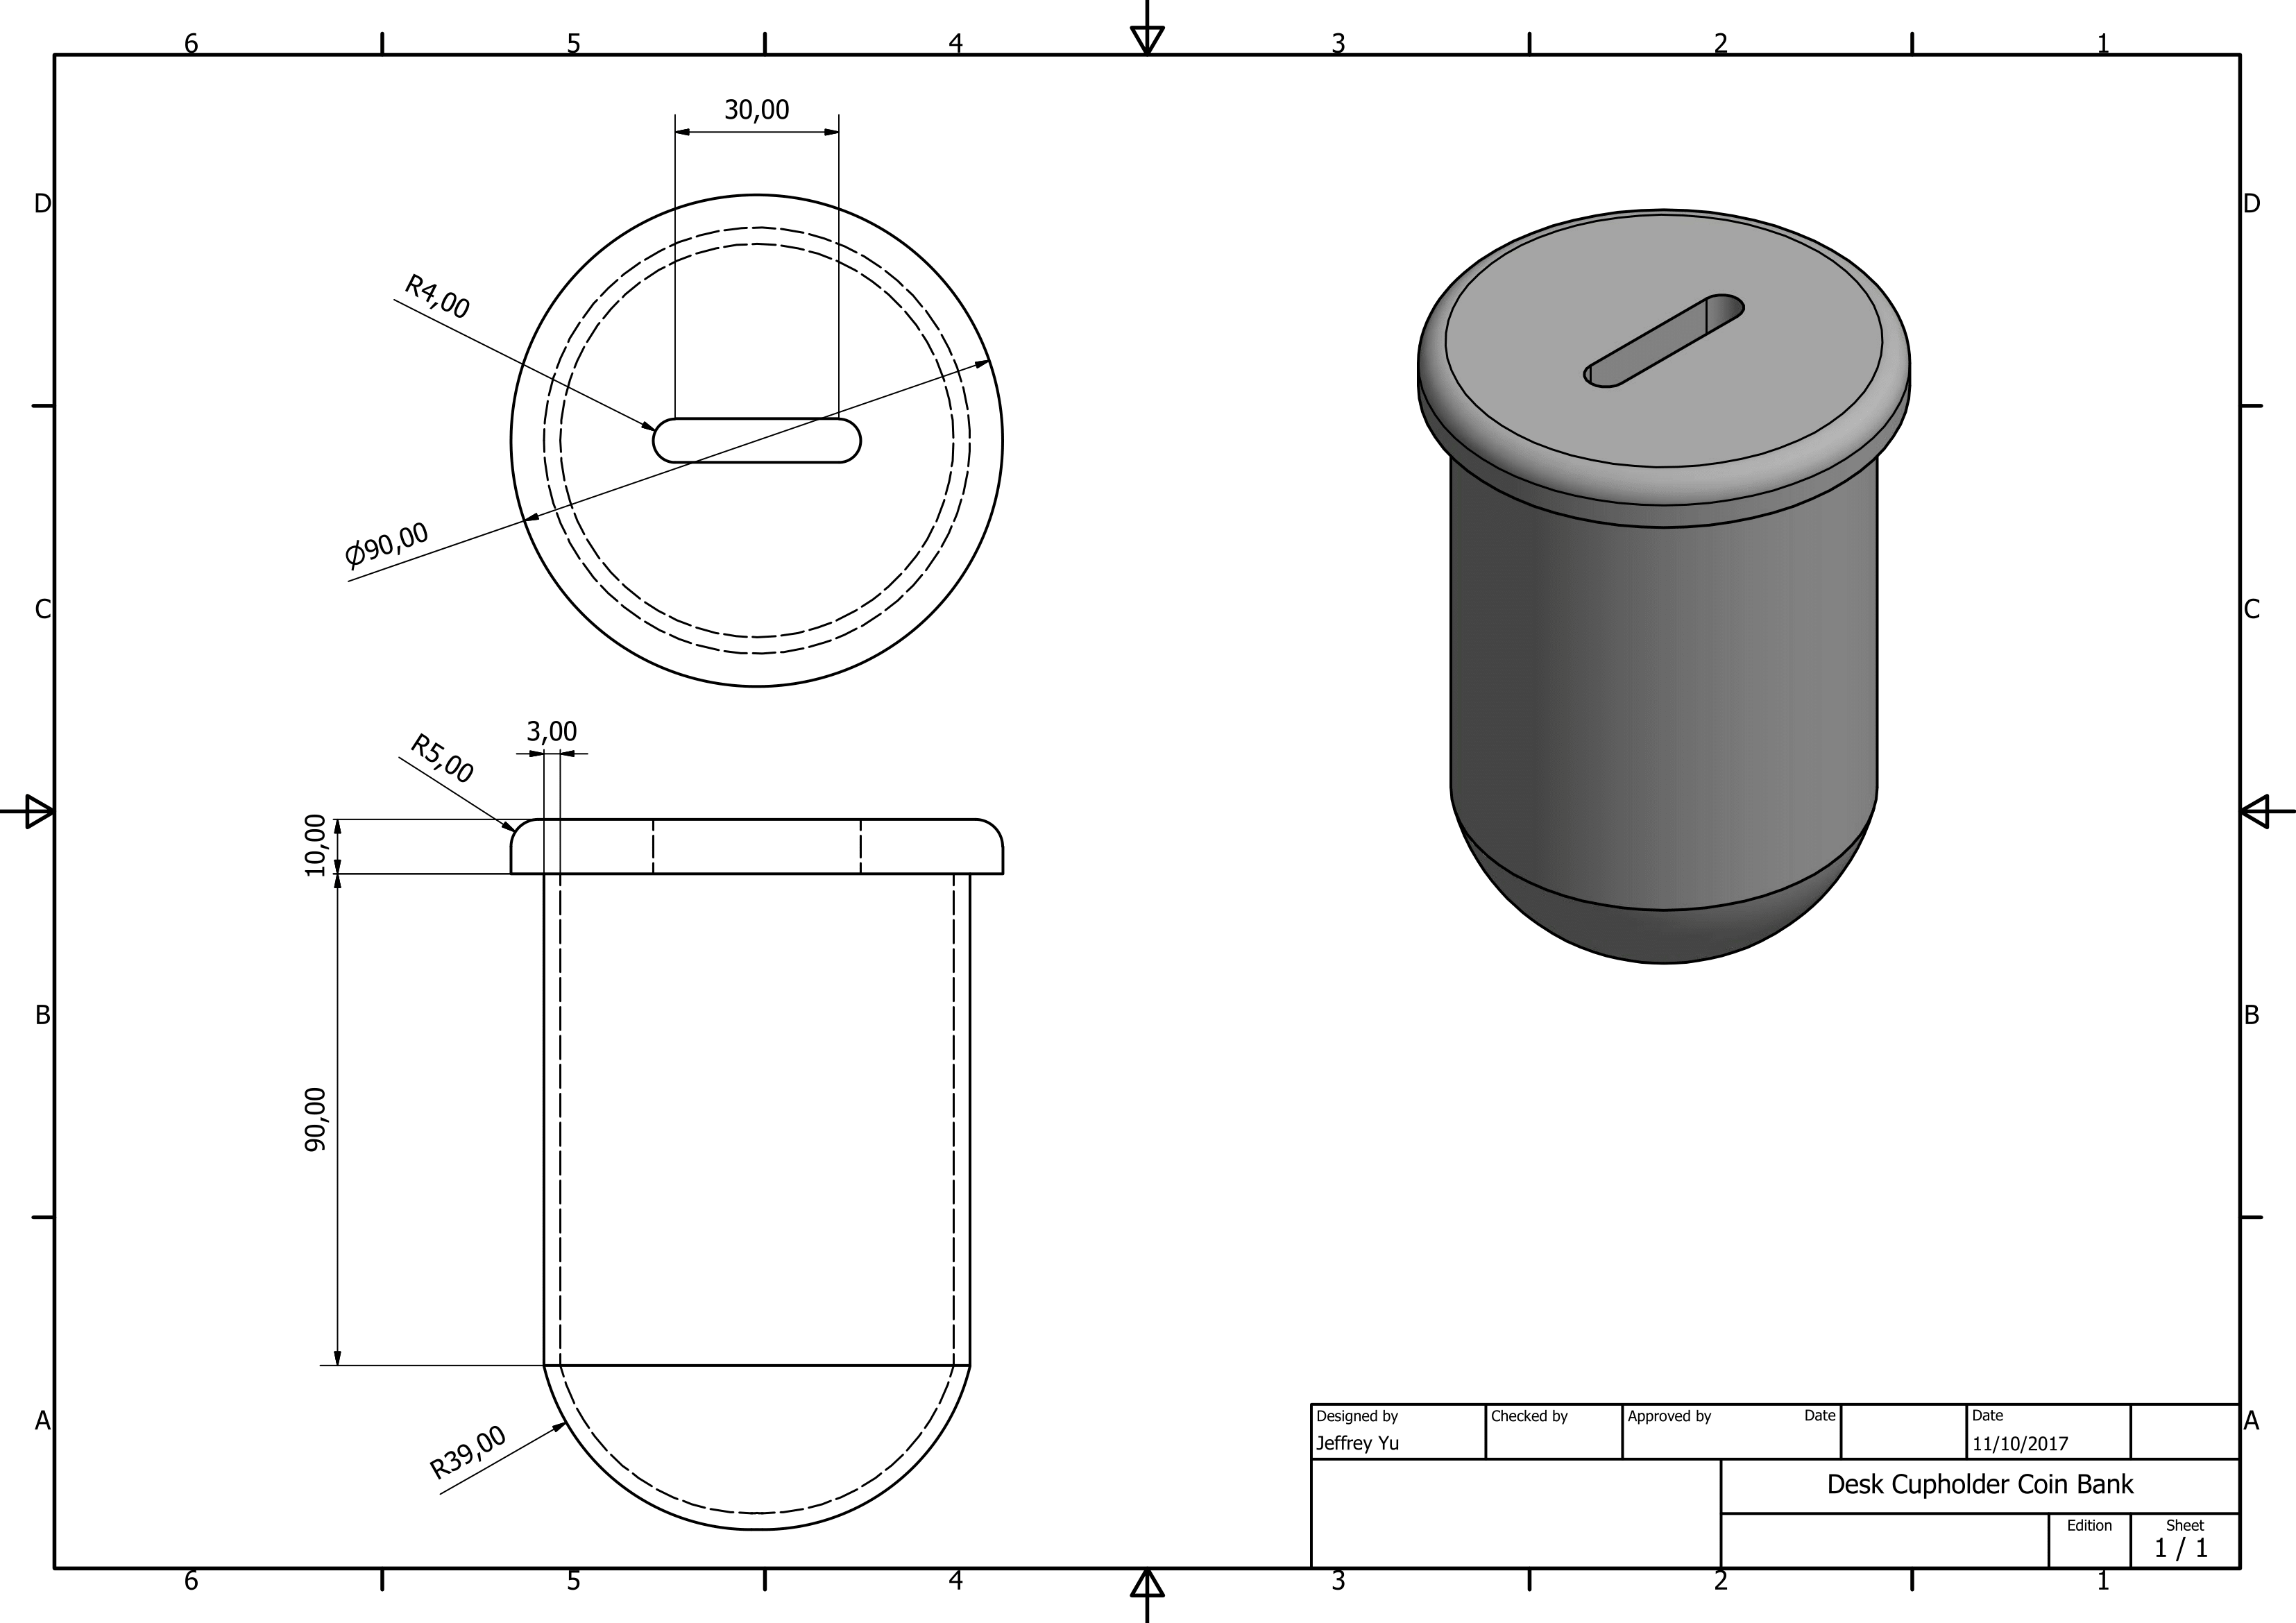 6 5 4 3 2 1
30,00
D D
R4,00
Ø90,00
C C
3,00
R5,00
10,00
B B
90,00
A A
R39,00
Designed by Checked by Approved by Date Date
Jeffrey Yu 11/10/2017
Desk Cupholder Coin Bank
Edition Sheet
1 / 1
6 5 4 3 2 1